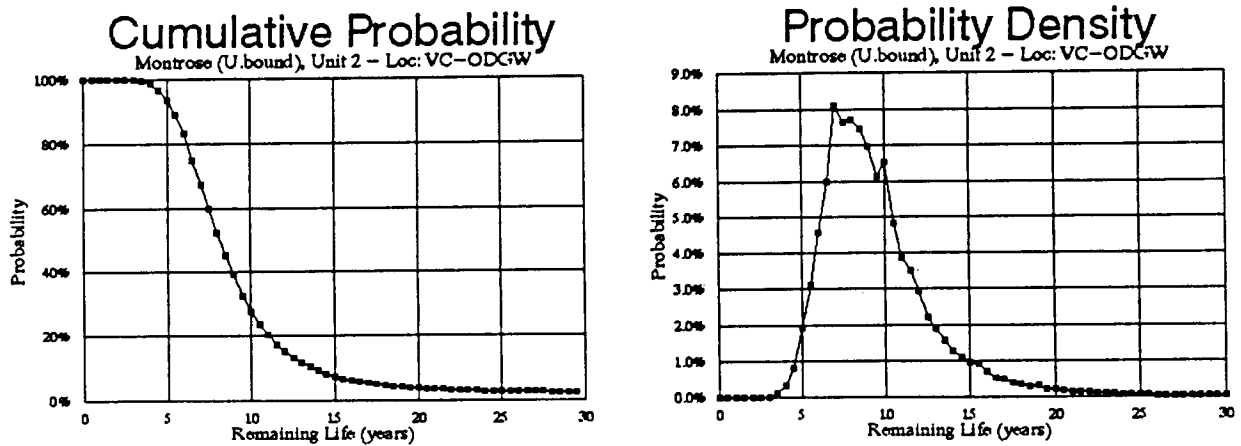 Cumulative Probability
Montrose (U.bound), Unit 2 – Loc: VC–ODGW
100%
80%
60%
40%
20%
0%
Probability
0 5 10 15 20 25 30
Remaining Life (years)
Probability Density
Montrose (U.bound), Unit 2 – Loc: VC–ODGW
9.0%
8.0%
7.0%
6.0%
5.0%
4.0%
3.0%
2.0%
1.0%
0.0%
Probability
0 5 10 15 20 25 30
Remaining Life (years)